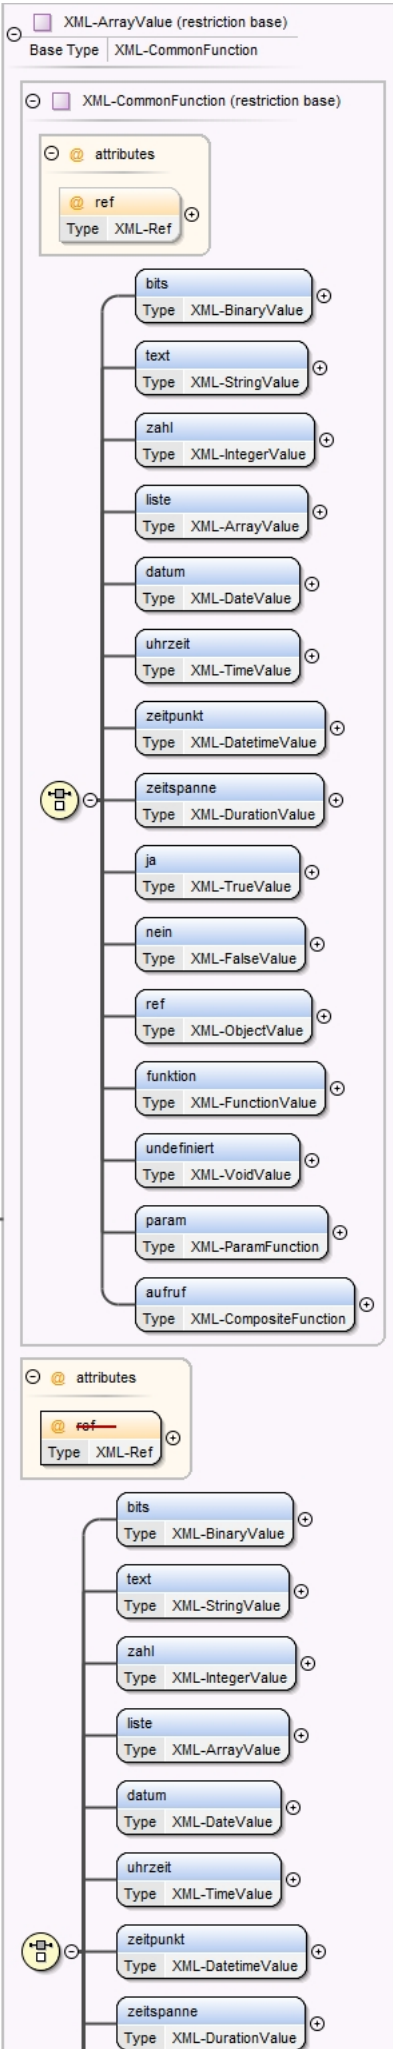 XML-ArrayValue (restriction base)
Base Type XML-CommonFunction
XML-CommonFunction (restriction base)
@ attributes
@ ref
Type XML-Ref
bits
Type XML-BinaryValue
text
Type XML-StringValue
zahl
Type XML-IntegerValue
liste
Type XML-ArrayValue
datum
Type XML-DateValue
uhrzeit
Type XML-TimeValue
zeitpunkt
Type XML-DatetimeValue
zeitspanne
Type XML-DurationValue
ja
Type XML-TrueValue
nein
Type XML-FalseValue
ref
Type XML-ObjectValue
funktion
Type XML-FunctionValue
undefiniert
Type XML-VoidValue
param
Type XML-ParamFunction
aufruf
Type XML-CompositeFunction
@ attributes
@ ref
Type XML-Ref
bits
Type XML-BinaryValue
text
Type XML-StringValue
zahl
Type XML-IntegerValue
liste
Type XML-ArrayValue
datum
Type XML-DateValue
uhrzeit
Type XML-TimeValue
zeitpunkt
Type XML-DatetimeValue
zeitspanne
Type XML-DurationValue